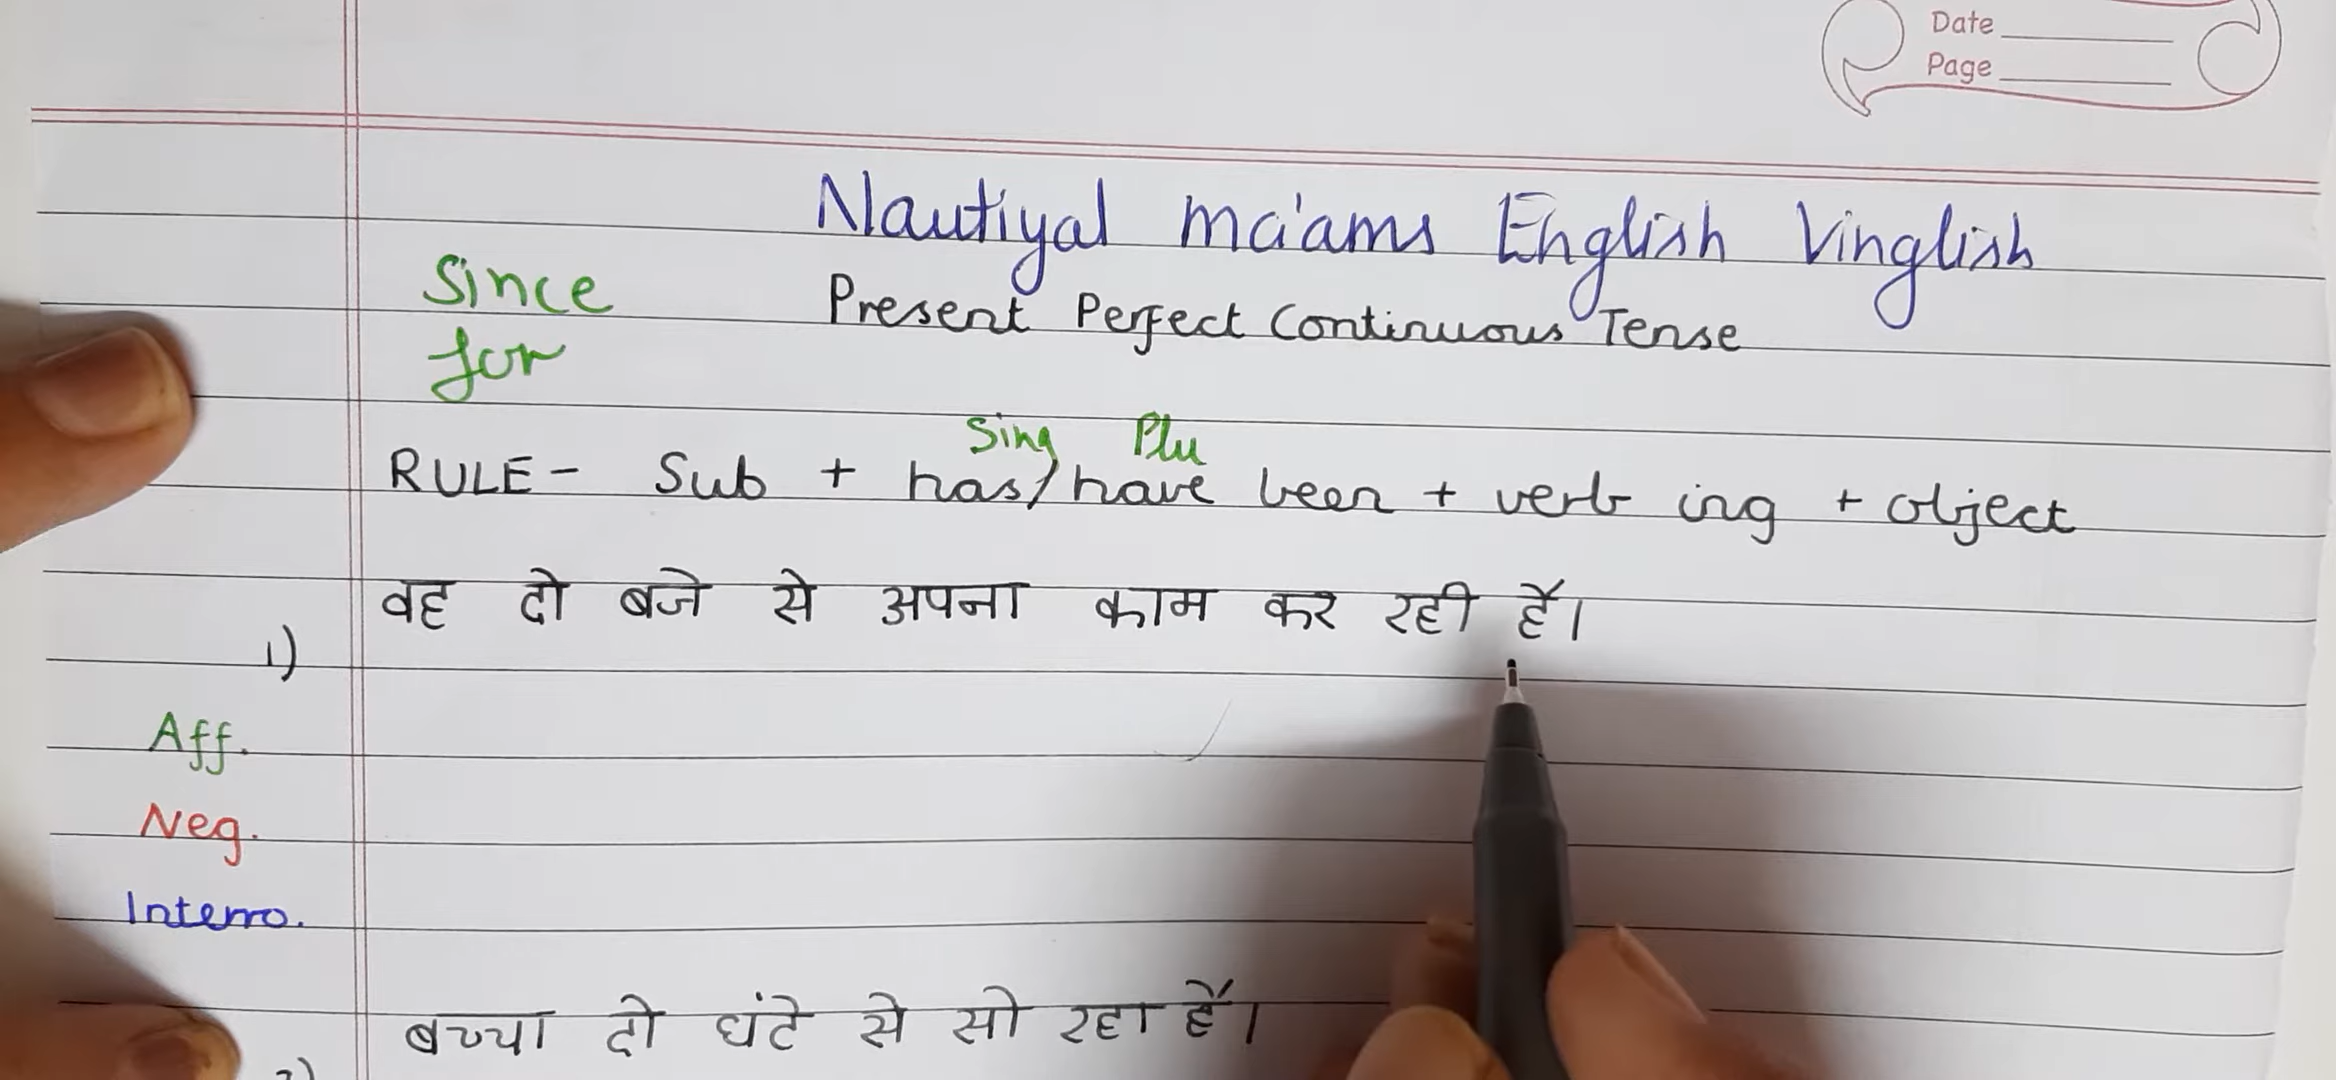 Date
Page
Nautiyal ma'ams English Vinglish
Since
Present Perfect Continuous Tense
for
Sing Plu
RULE - Sub + has/have been + verb ing + object
वह दो बजे से अपना काम कर रही है।
1)
Aff.
Neg.
Interro.
बच्चा दो घंटे से सो रहा है।